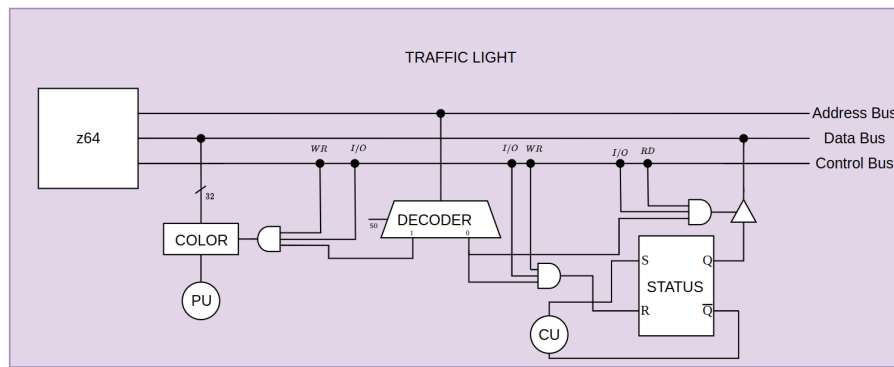 TRAFFIC LIGHT
z64
Address Bus
Data Bus
Control Bus
WR
I/O
I/O
WR
I/O
RD
32
COLOR
S0
DECODER
1
0
S
Q
STATUS
R
Q̅
PU
CU